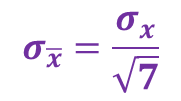 σ_x̅ = σ_x / √7